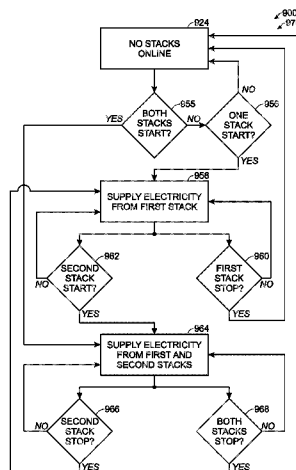 900
97
924
NO STACKS
ONLINE
955
956
YES
BOTH
STACKS
START?
NO
ONE
STACK
START?
NO
YES
958
SUPPLY ELECTRICITY
FROM FIRST STACK
962
960
NO
SECOND
STACK
START?
YES
FIRST
STACK
STOP?
NO
YES
964
SUPPLY ELECTRICITY
FROM FIRST AND
SECOND STACKS
966
968
NO
SECOND
STACK
STOP?
YES
BOTH
STACKS
STOP?
NO
YES